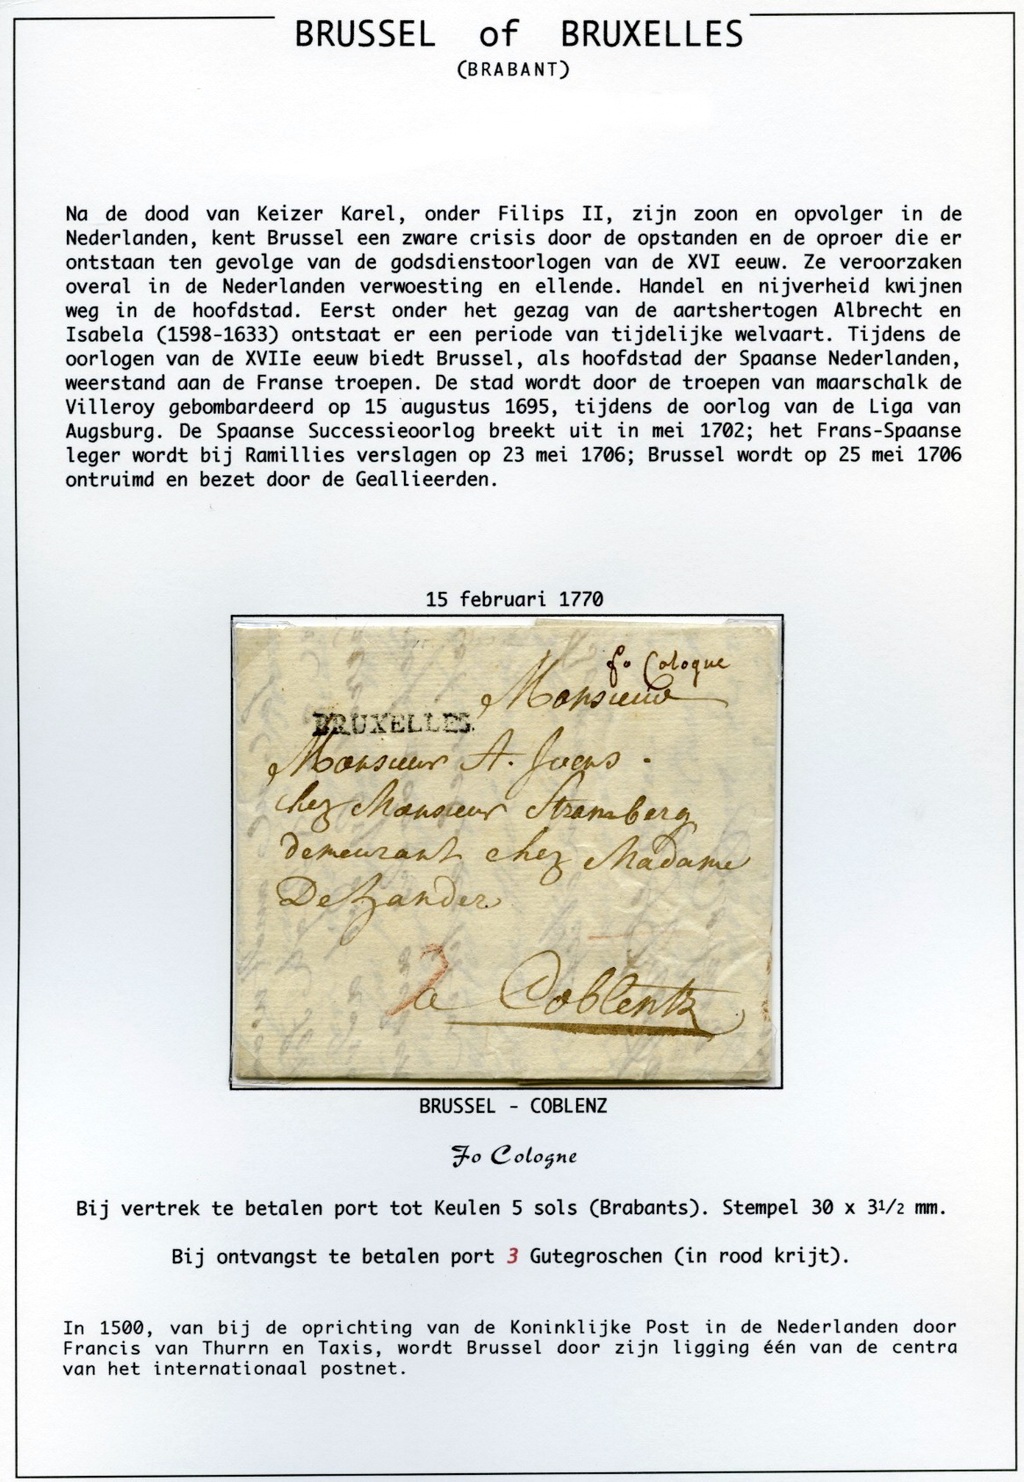 BRUSSEL of BRUXELLES
(BRABANT)
Na de dood van Keizer Karel, onder Filips II, zijn zoon en opvolger in de
Nederlanden, kent Brussel een zware crisis door de opstanden en de oproer die er
ontstaan ten gevolge van de godsdienstoorlogen van de XVI eeuw. Ze veroorzaken
overal in de Nederlanden verwoesting en ellende. Handel en nijverheid kwijnen
weg in de hoofdstad. Eerst onder het gezag van de aartshertogen Albrecht en
Isabela (1598-1633) ontstaat er een periode van tijdelijke welvaart. Tijdens de
oorlogen van de XVIIe eeuw biedt Brussel, als hoofdstad der Spaanse Nederlanden,
weerstand aan de Franse troepen. De stad wordt door de troepen van maarschalk de
Villeroy gebombardeerd op 15 augustus 1695, tijdens de oorlog van de Liga van
Augsburg. De Spaanse Successieoorlog breekt uit in mei 1702; het Frans-Spaanse
leger wordt bij Ramillies verslagen op 23 mei 1706; Brussel wordt op 25 mei 1706
ontruimd en bezet door de Geallieerden.
15 februari 1770
fo Cologne
Monsieur
BRUXELLES
Monsieur A.
chez Monsieur Stramberg
demeurant chez Madame
a Coblentz
BRUSSEL - COBLENZ
Fo Cologne
Bij vertrek te betalen port tot Keulen 5 sols (Brabants). Stempel 30 x 31/2 mm.
Bij ontvangst te betalen port 3 Gutegroschen (in rood krijt).
In 1500, van bij de oprichting van de Koninklijke Post in de Nederlanden door
Francis van Thurrn en Taxis, wordt Brussel door zijn ligging één van de centra
van het internationaal postnet.